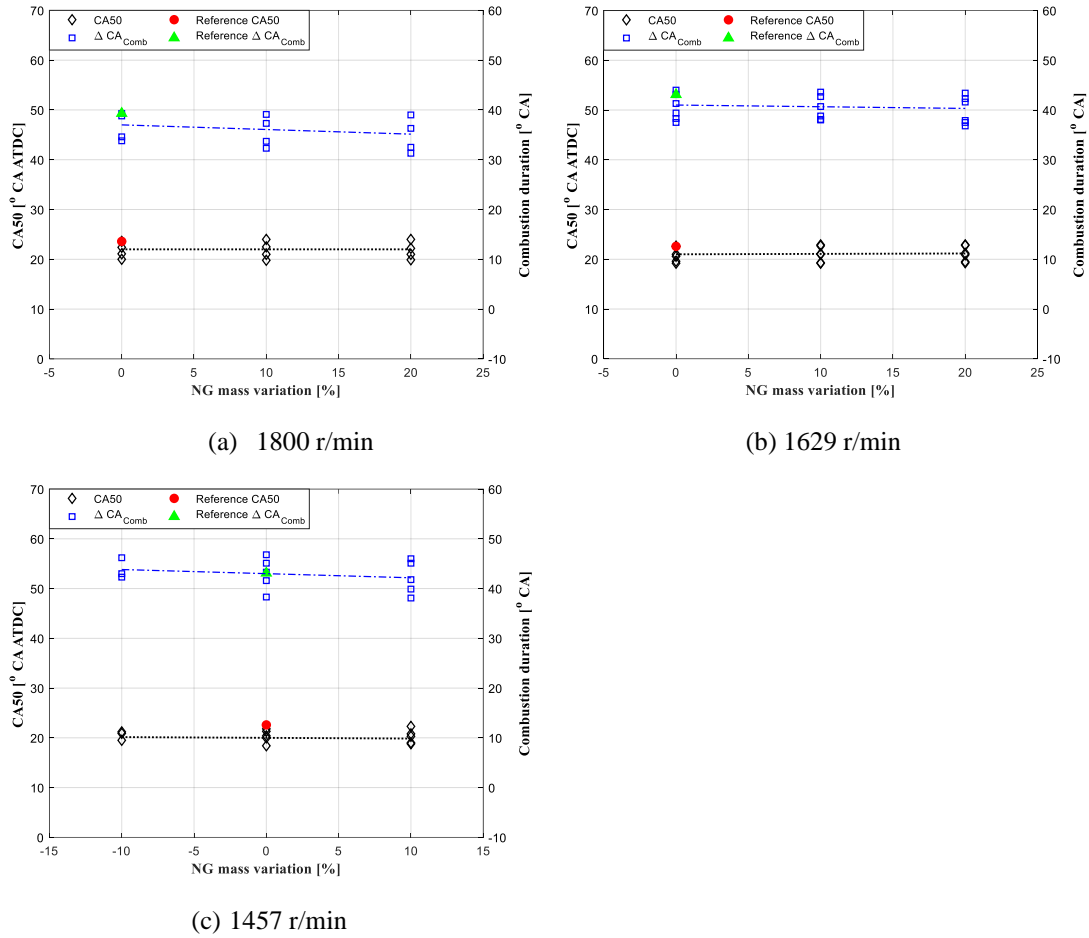 70
60
50
40
30
20
10
0
CA50 [° CA ATDC]
CA50
Δ CA_Comb
Reference CA50
Reference Δ CA_Comb
60
50
40
30
20
10
0
-10
Combustion duration [° CA]
-5 0 5 10 15 20 25
NG mass variation [%]
(a) 1800 r/min
70
60
50
40
30
20
10
0
CA50 [° CA ATDC]
CA50
Δ CA_Comb
Reference CA50
Reference Δ CA_Comb
60
50
40
30
20
10
0
-10
Combustion duration [° CA]
-5 0 5 10 15 20 25
NG mass variation [%]
(b) 1629 r/min
70
60
50
40
30
20
10
0
CA50 [° CA ATDC]
CA50
Δ CA_Comb
Reference CA50
Reference Δ CA_Comb
60
50
40
30
20
10
0
-10
Combustion duration [° CA]
-15 -10 -5 0 5 10 15
NG mass variation [%]
(c) 1457 r/min